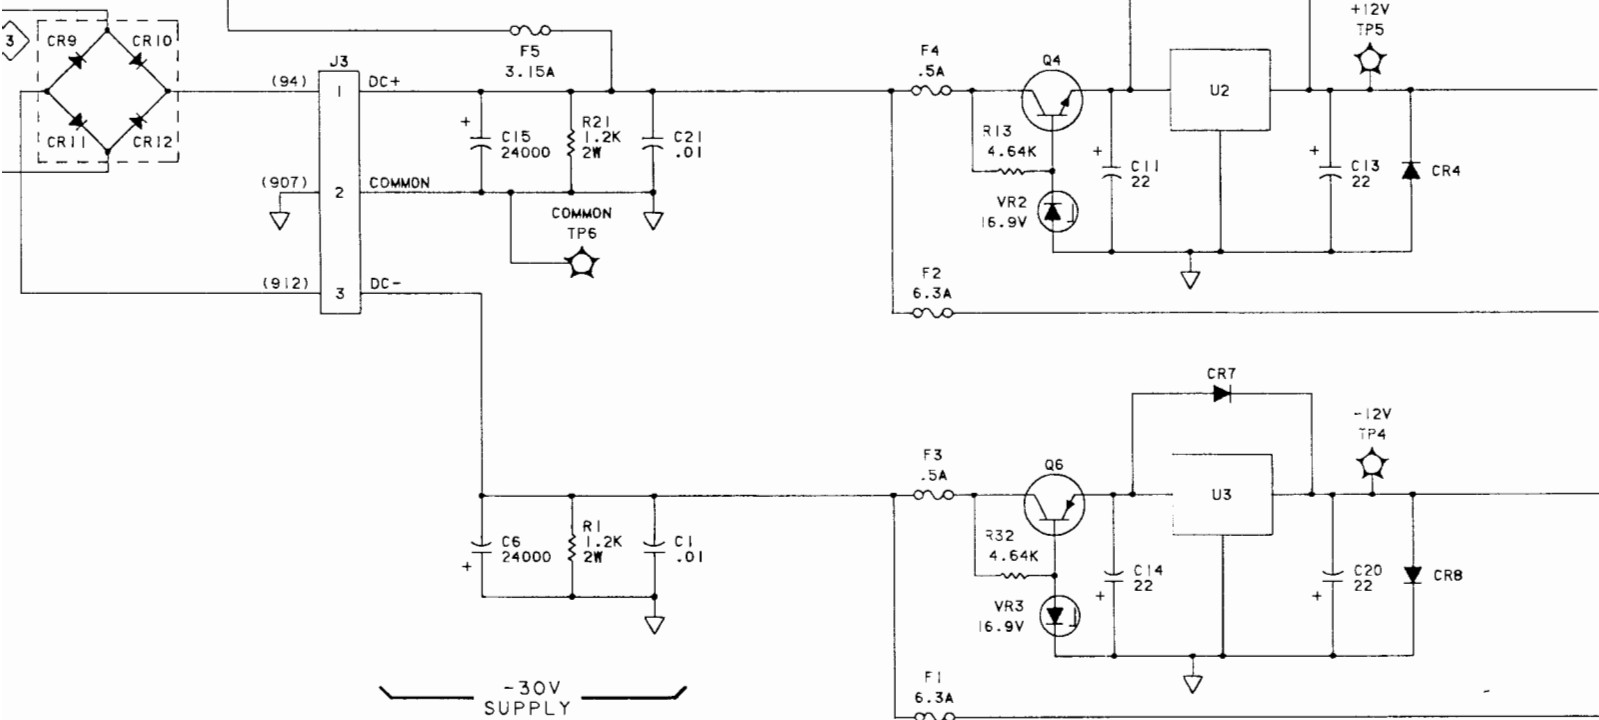 3
CR9
CR10
CR11
CR12
F5
3.15A
J3
(94)
1
DC+
+
C15
24000
R21
1.2K
2W
C21
.01
(907)
2
COMMON
COMMON
TP6
(912)
3
DC-
F4
.5A
Q4
R13
4.64K
VR2
16.9V
+
C11
22
U2
+12V
TP5
+
C13
22
CR4
F2
6.3A
CR7
-12V
TP4
F3
.5A
Q6
U3
C6
24000
+
R1
1.2K
2W
C1
.01
R32
4.64K
VR3
16.9V
C14
22
+
C20
22
+
CR8
F1
6.3A
-30V
SUPPLY